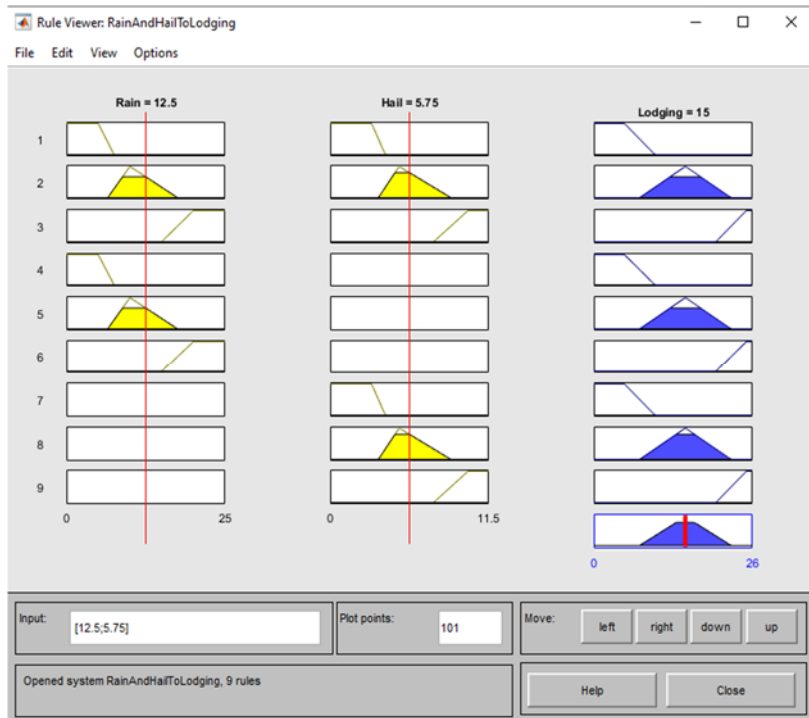 Rule Viewer: RainAndHailToLodging
File Edit View Options
Rain = 12.5 Hail = 5.75 Lodging = 15
1
2
3
4
5
6
7
8
9
0 25 0 11.5
0 26
Input: [12.5;5.75] Plot points: 101 Move: left right down up
Opened system RainAndHailToLodging, 9 rules Help Close